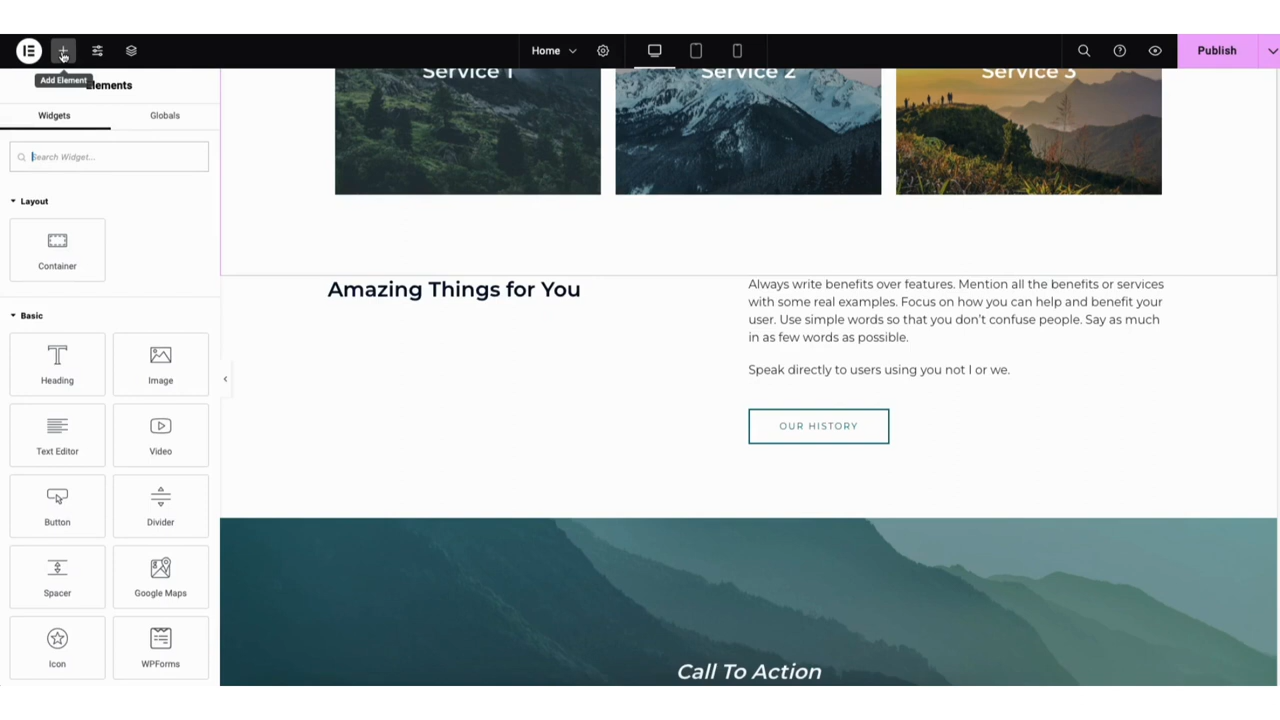 Home
Publish
Add Element
Elements
Widgets
Globals
Search Widget...
Layout
Container
Basic
Heading
Image
Text Editor
Video
Button
Divider
Spacer
Google Maps
Icon
WPForms
Service 1
Service 2
Service 3
Amazing Things for You
Always write benefits over features. Mention all the benefits or services
with some real examples. Focus on how you can help and benefit your
user. Use simple words so that you don't confuse people. Say as much
in as few words as possible.
Speak directly to users using you not I or we.
OUR HISTORY
Call To Action